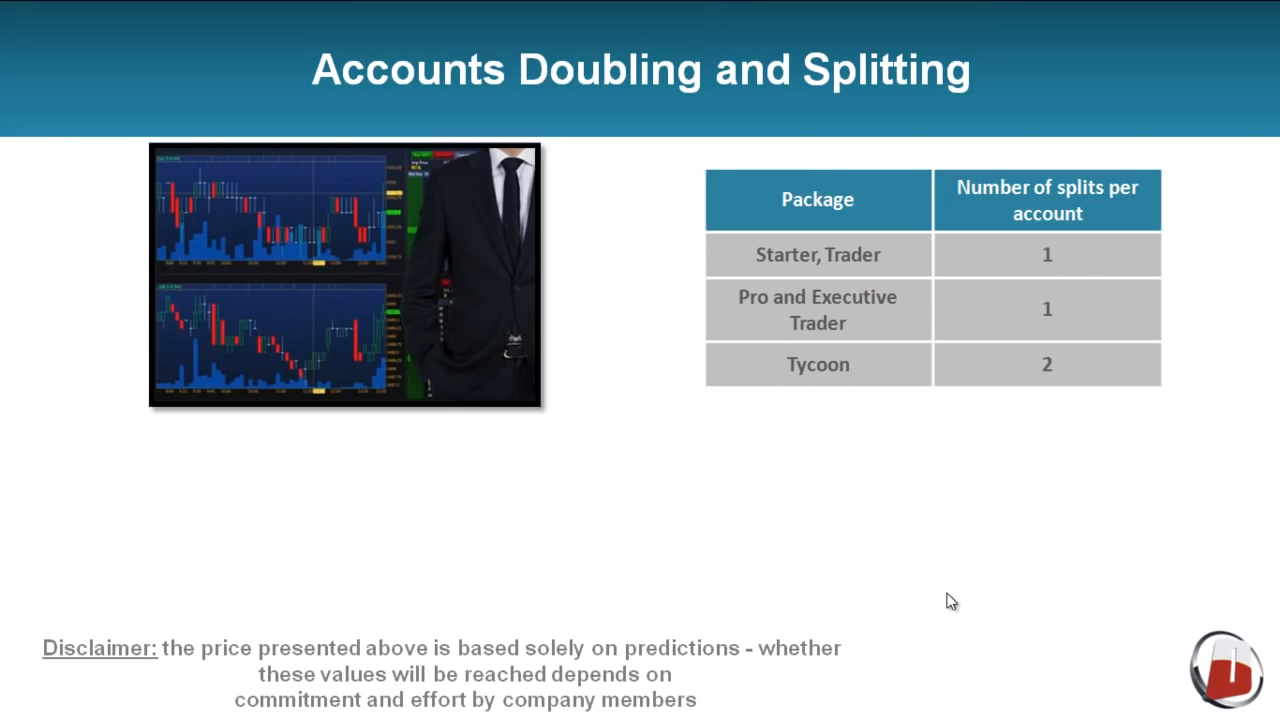 Accounts Doubling and Splitting
Package
Number of splits per
account
Starter, Trader
1
Pro and Executive
Trader
1
Tycoon
2
Disclaimer: the price presented above is based solely on predictions - whether
these values will be reached depends on
commitment and effort by company members